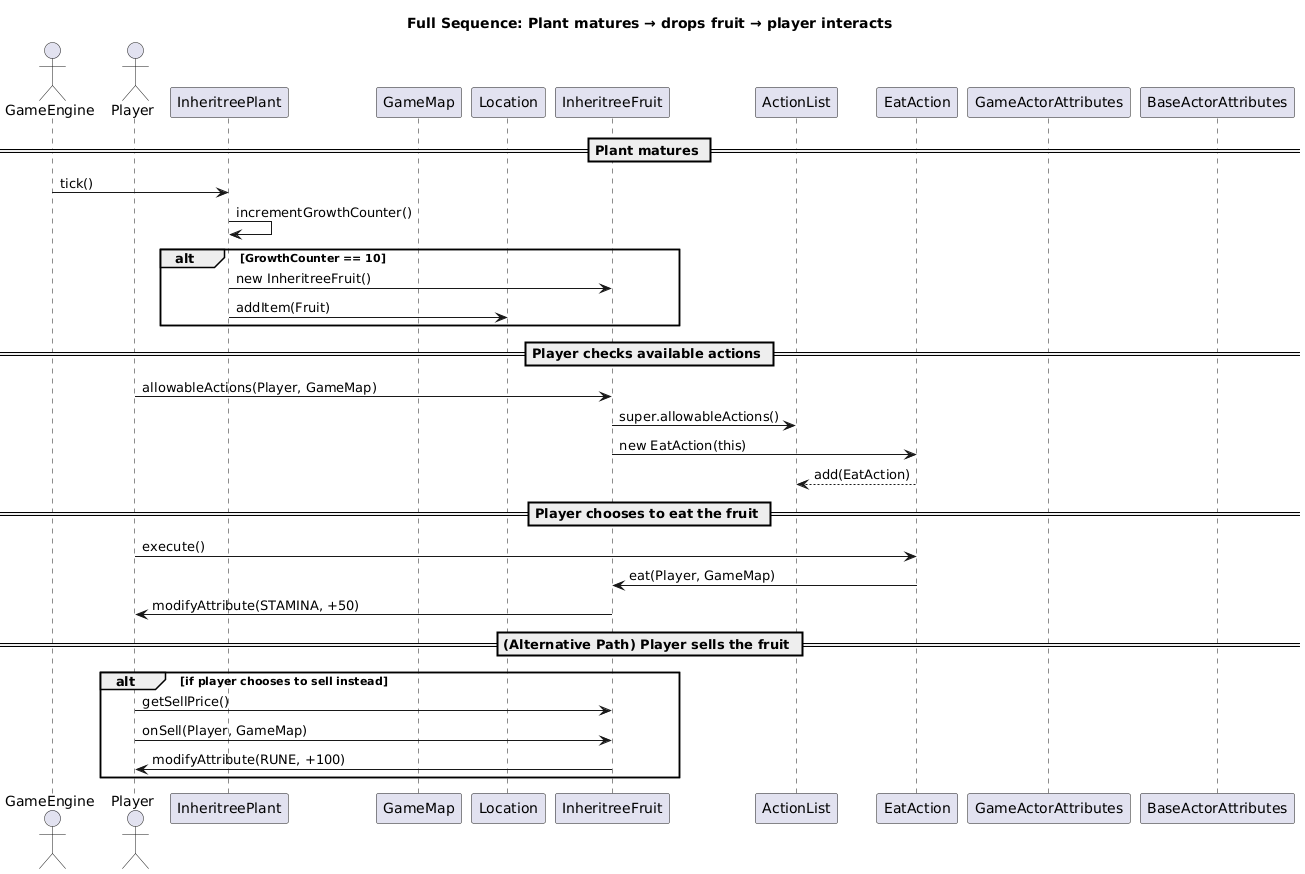 Full Sequence: Plant matures → drops fruit → player interacts
GameEngine
Player
InheritreePlant
GameMap
Location
InheritreeFruit
ActionList
EatAction
GameActorAttributes
BaseActorAttributes
Plant matures
tick()
incrementGrowthCounter()
alt
[GrowthCounter == 10]
new InheritreeFruit()
addItem(Fruit)
Player checks available actions
allowableActions(Player, GameMap)
super.allowableActions()
new EatAction(this)
add(EatAction)
Player chooses to eat the fruit
execute()
eat(Player, GameMap)
modifyAttribute(STAMINA, +50)
(Alternative Path) Player sells the fruit
alt
[if player chooses to sell instead]
getSellPrice()
onSell(Player, GameMap)
modifyAttribute(RUNE, +100)
GameEngine
Player
InheritreePlant
GameMap
Location
InheritreeFruit
ActionList
EatAction
GameActorAttributes
BaseActorAttributes